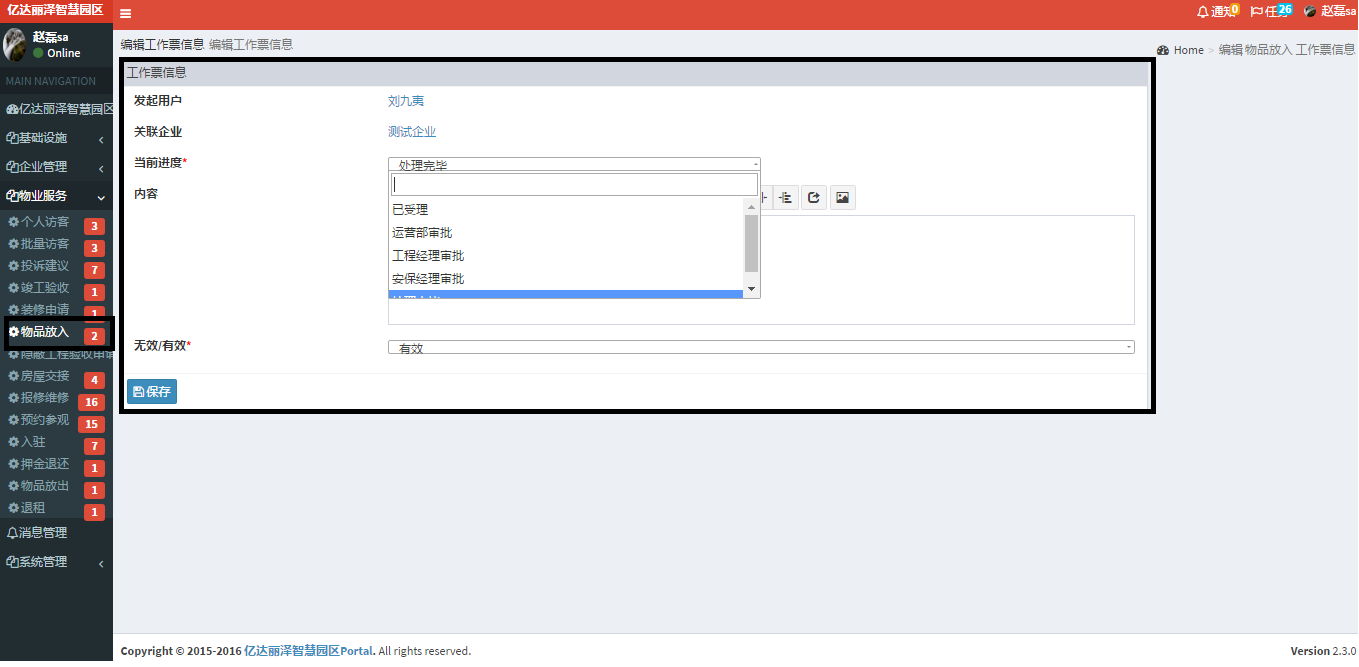 亿达丽泽智慧园区
通知 0 任务 26 赵磊sa
赵磊sa
Online
MAIN NAVIGATION
亿达丽泽智慧园区
基础设施
企业管理
物业服务
个人访客 3
批量访客 3
投诉建议 7
竣工验收 1
装修申请 1
物品放入 2
隐蔽工程验收申请
房屋交接 4
报修维修 16
预约参观 15
入驻 7
押金退还 1
物品放出 1
退租 1
消息管理
系统管理
编辑工作票信息 编辑工作票信息
Home > 编辑 物品放入 工作票信息
工作票信息
发起用户 刘九夷
关联企业 测试企业
当前进度* 处理完毕
内容
已受理
运营部审批
工程经理审批
安保经理审批
无效/有效* 有效
保存
Copyright © 2015-2016 亿达丽泽智慧园区Portal. All rights reserved.
Version 2.3.0